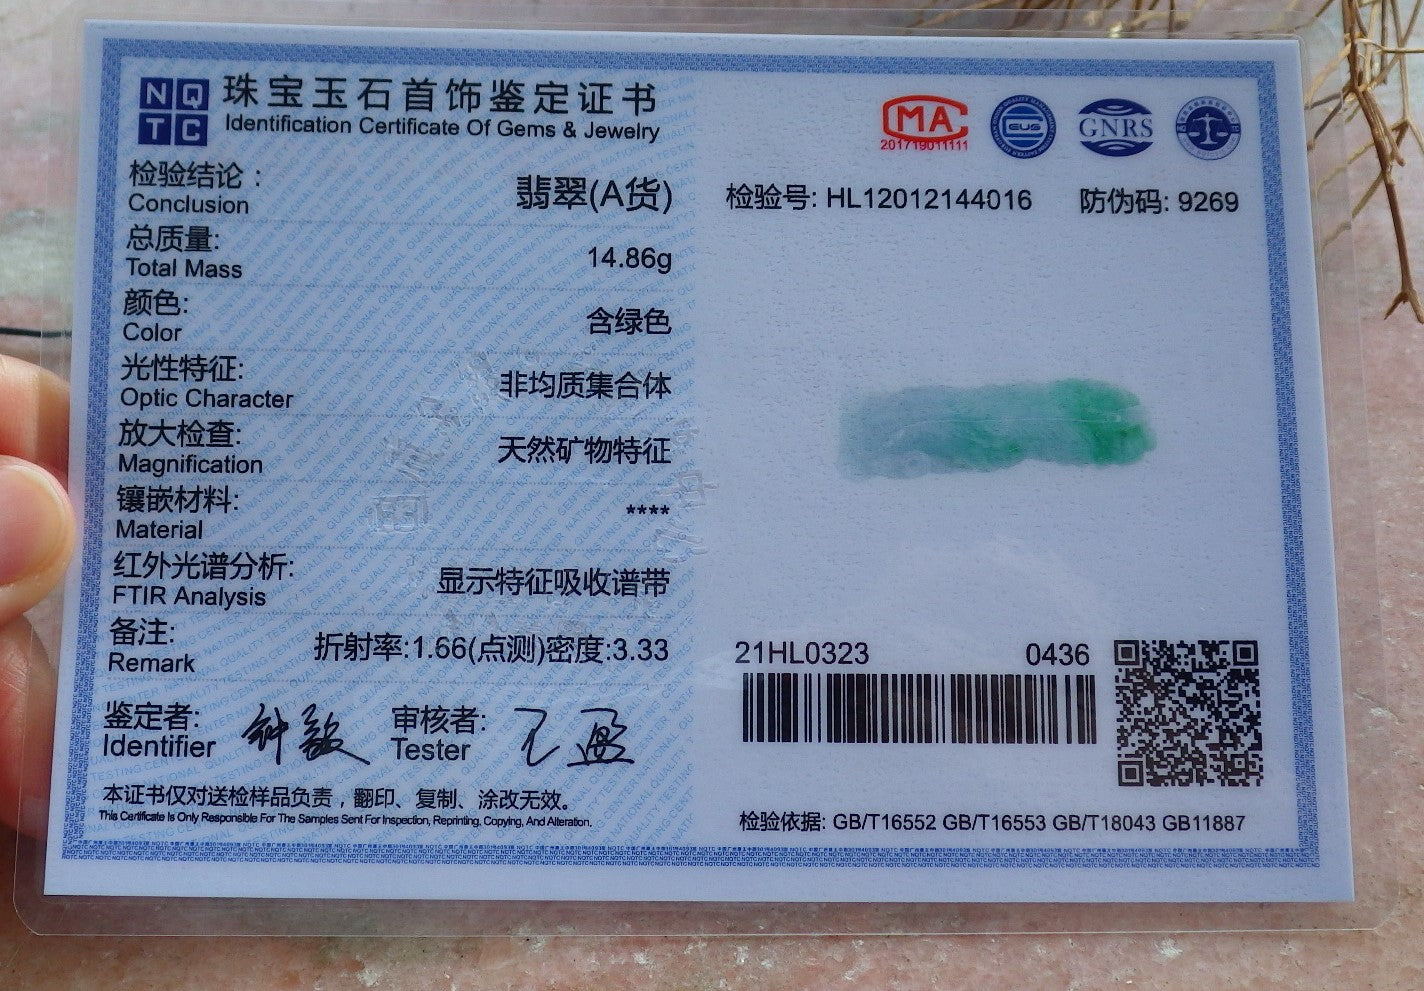 NQ
TC
珠宝玉石首饰鉴定证书
Identification Certificate Of Gems & Jewelry
检验结论:
Conclusion
翡翠(A货)
总质量:
Total Mass
14.86g
颜色:
Color
含绿色
光性特征:
Optic Character
非均质集合体
放大检查:
Magnification
天然矿物特征
镶嵌材料:
Material
****
红外光谱分析:
FTIR Analysis
显示特征吸收谱带
备注:
Remark
折射率:1.66(点测)密度:3.33
鉴定者:
Identifier
审核者:
Tester
本证书仅对送检样品负责，翻印、复制、涂改无效。
This Certificate Is Only Responsible For The Samples Sent For Inspection, Reprinting, Copying, And Alteration.
MA
201719011111
GNRS
检验号: HL12012144016
防伪码: 9269
21HL0323
0436
检验依据: GB/T16552 GB/T16553 GB/T18043 GB11887